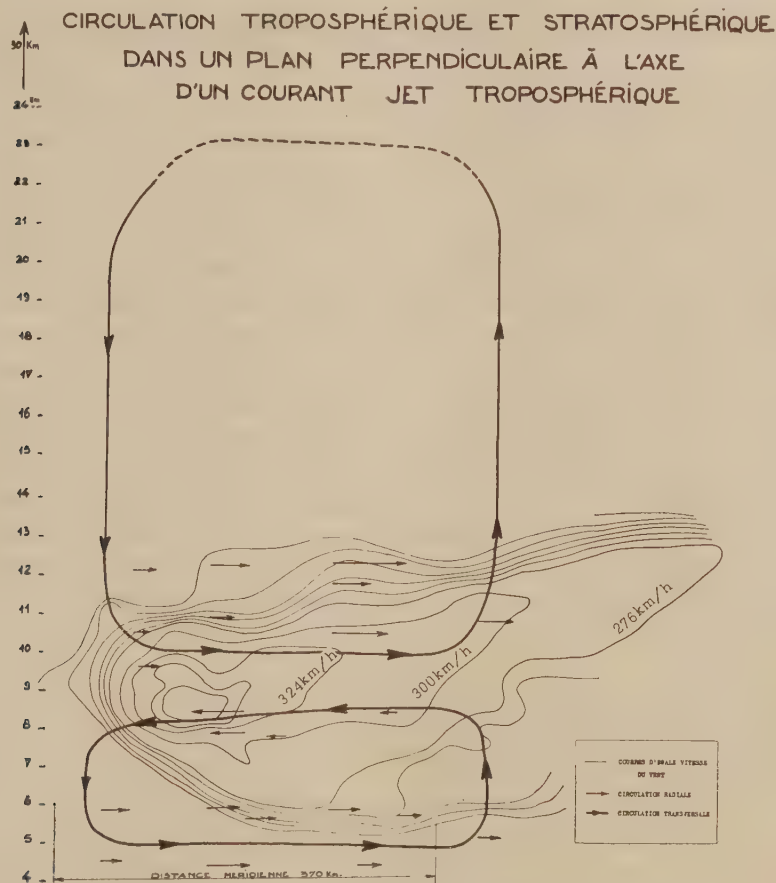 CIRCULATION TROPOSPHÉRIQUE ET STRATOSPHÉRIQUE
DANS UN PLAN PERPENDICULAIRE À L'AXE
D'UN COURANT JET TROPOSPHÉRIQUE
30 Km
24 Km
23
22
21
20
19
18
17
16
15
14
13
12
11
10
9
8
7
6
5
4
276km/h
300km/h
324km/h
COURBES D'EGALE VITESSE
DU VENT
CIRCULATION RADIALE
CIRCULATION TRANSVERSALE
DISTANCE MERIDIENNE 370 Km.